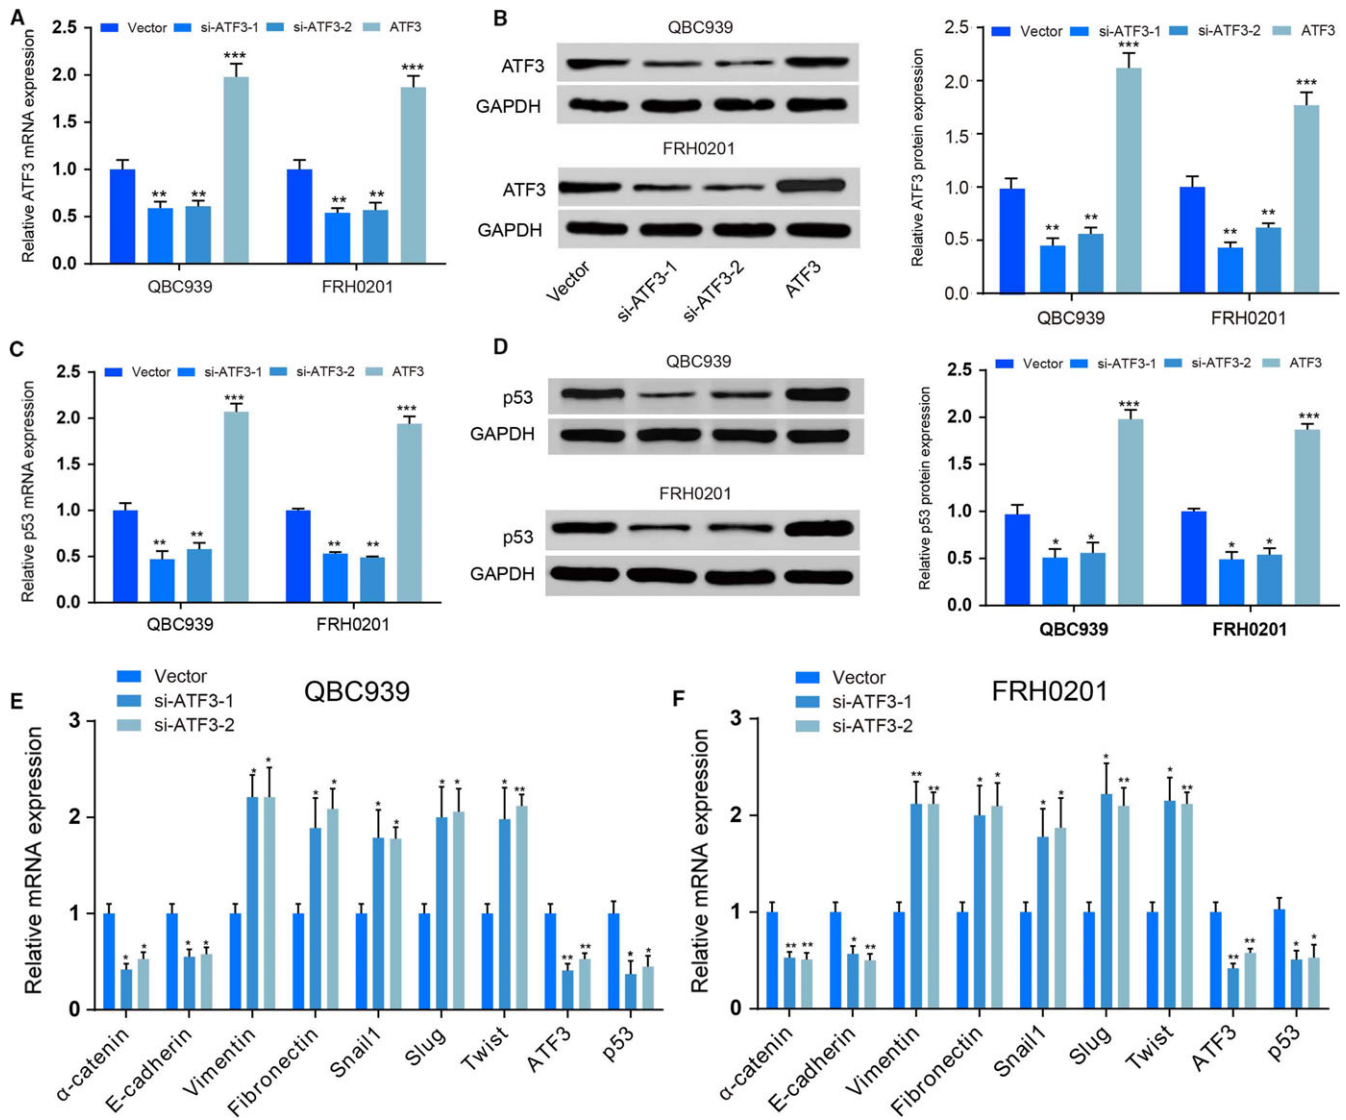 A
Vector si-ATF3-1 si-ATF3-2 ATF3
Relative ATF3 mRNA expression
2.5
2.0
1.5
1.0
0.5
0.0
** ** *** ** ** ***
QBC939 FRH0201
B
QBC939
ATF3
GAPDH
FRH0201
ATF3
GAPDH
Vector si-ATF3-1 si-ATF3-2 ATF3
Vector si-ATF3-1 si-ATF3-2 ATF3
Relative ATF3 protein expression
2.5
2.0
1.5
1.0
0.5
0.0
** ** *** ** ** ***
QBC939 FRH0201
C
Vector si-ATF3-1 si-ATF3-2 ATF3
Relative p53 mRNA expression
2.5
2.0
1.5
1.0
0.5
0.0
** ** *** ** ** ***
QBC939 FRH0201
D
QBC939
p53
GAPDH
FRH0201
p53
GAPDH
Vector si-ATF3-1 si-ATF3-2 ATF3
Relative p53 protein expression
2.5
2.0
1.5
1.0
0.5
0.0
* * *** * * ***
QBC939 FRH0201
E
Vector
si-ATF3-1
si-ATF3-2
QBC939
Relative mRNA expression
3
2
1
0
* * * * * * * * * * * * * ** ** ** * *
α-catenin E-cadherin Vimentin Fibronectin Snail1 Slug Twist ATF3 p53
F
Vector
si-ATF3-1
si-ATF3-2
FRH0201
Relative mRNA expression
3
2
1
0
** ** * ** ** ** * * * * * ** * ** ** ** * *
α-catenin E-cadherin Vimentin Fibronectin Snail1 Slug Twist ATF3 p53